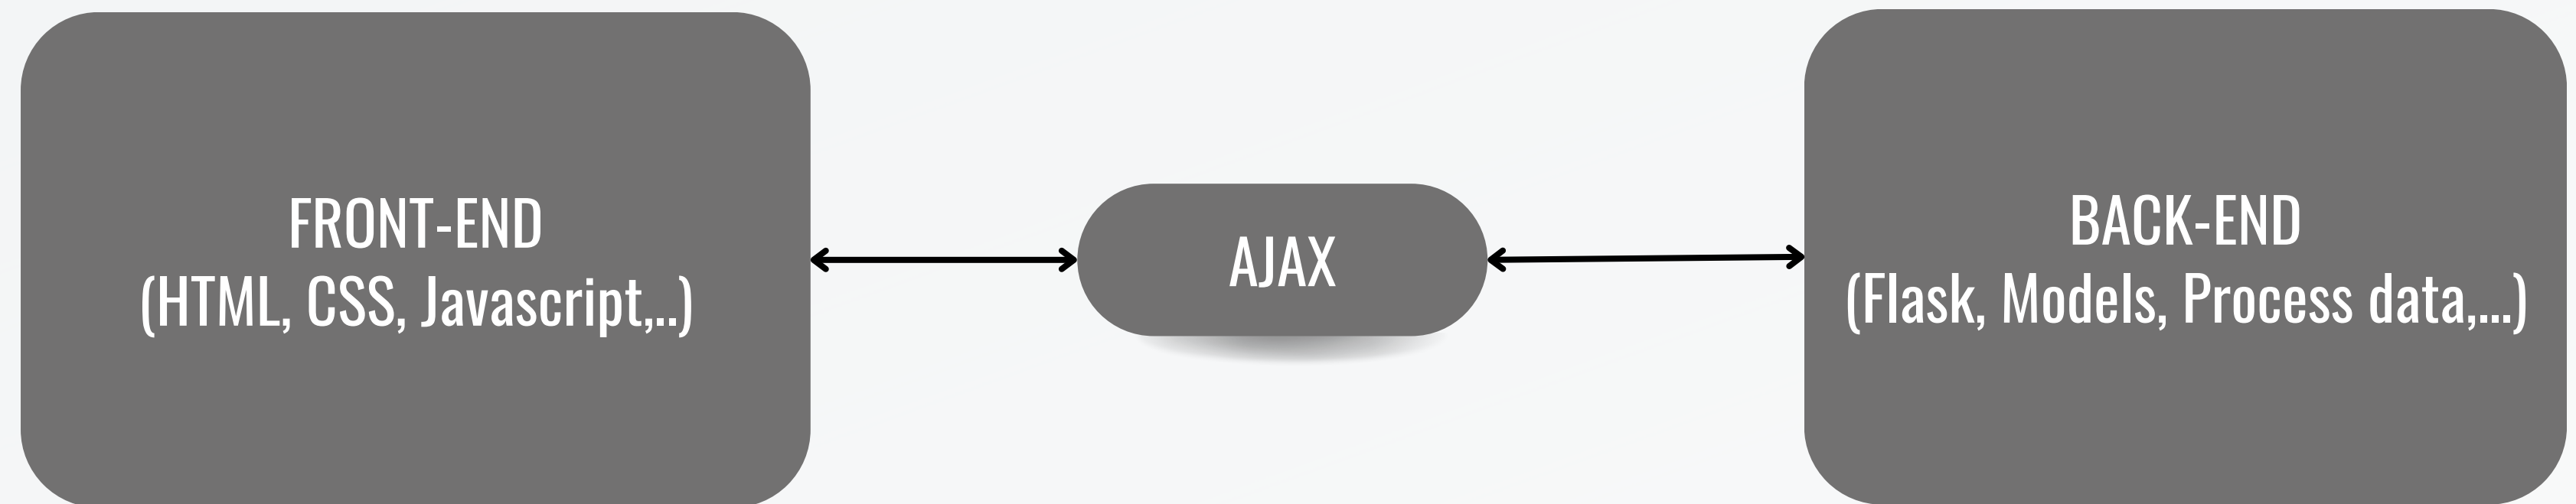 FRONT-END
(HTML, CSS, Javascript,..)
AJAX
BACK-END
(Flask, Models, Process data,...)